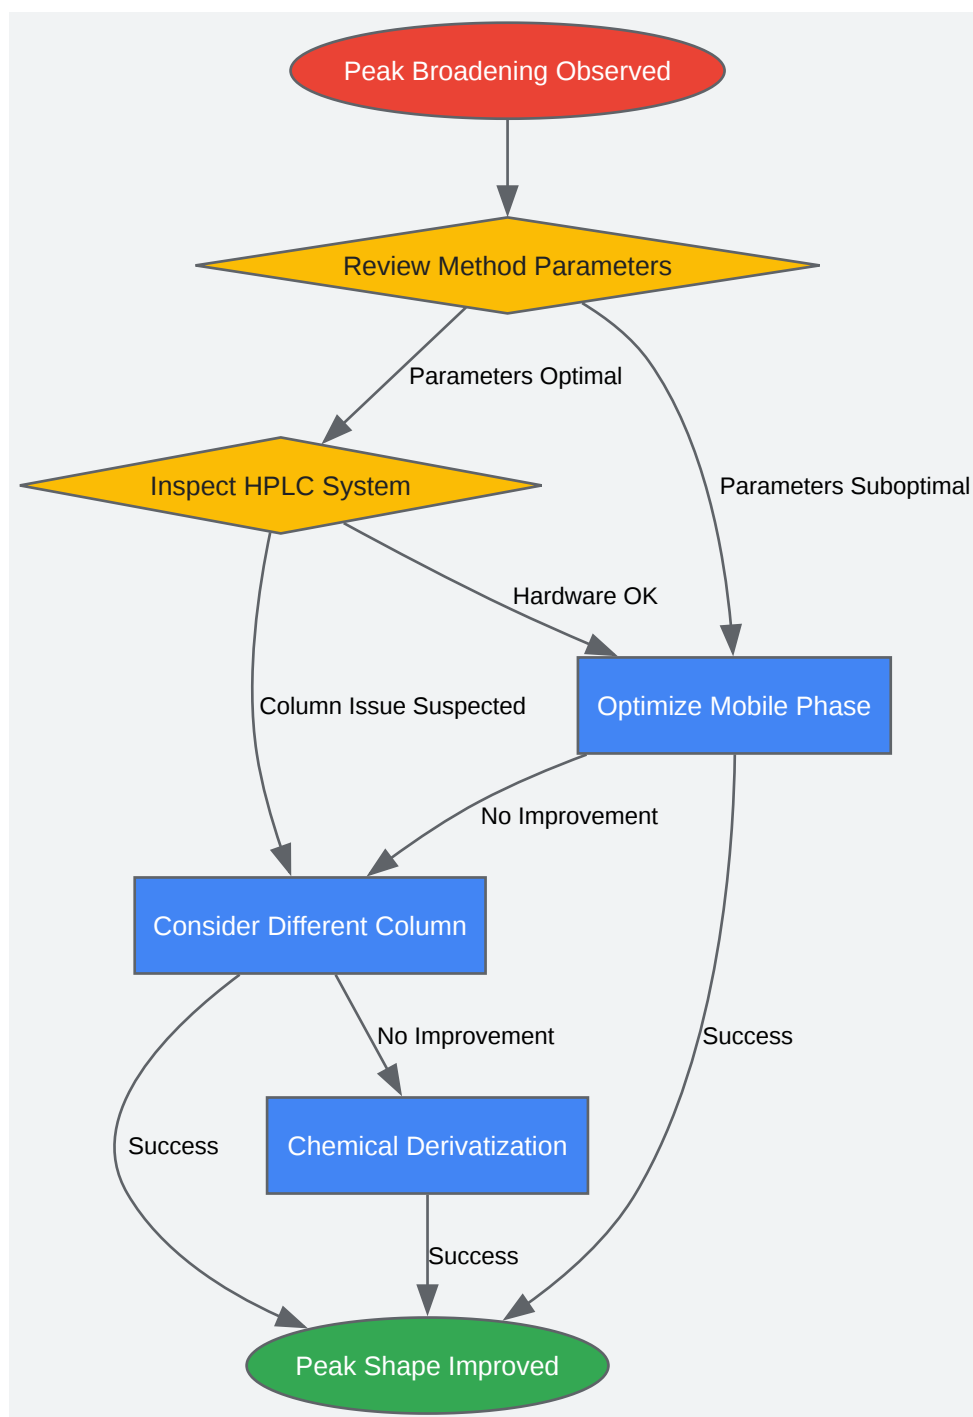 Peak Broadening Observed
Review Method Parameters
Parameters Optimal
Inspect HPLC System
Parameters Suboptimal
Hardware OK
Column Issue Suspected
Optimize Mobile Phase
No Improvement
Consider Different Column
No Improvement
Success
Success
Chemical Derivatization
Success
Peak Shape Improved